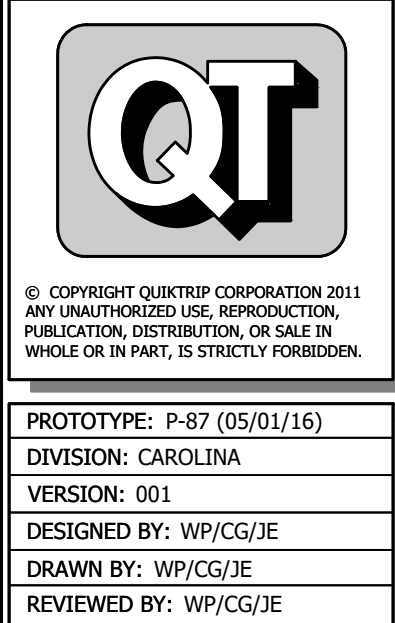 QT
© COPYRIGHT QUIKTRIP CORPORATION 2011
ANY UNAUTHORIZED USE, REPRODUCTION,
PUBLICATION, DISTRIBUTION, OR SALE IN
WHOLE OR IN PART, IS STRICTLY FORBIDDEN.
PROTOTYPE: P-87 (05/01/16)
DIVISION: CAROLINA
VERSION: 001
DESIGNED BY: WP/CG/JE
DRAWN BY: WP/CG/JE
REVIEWED BY: WP/CG/JE